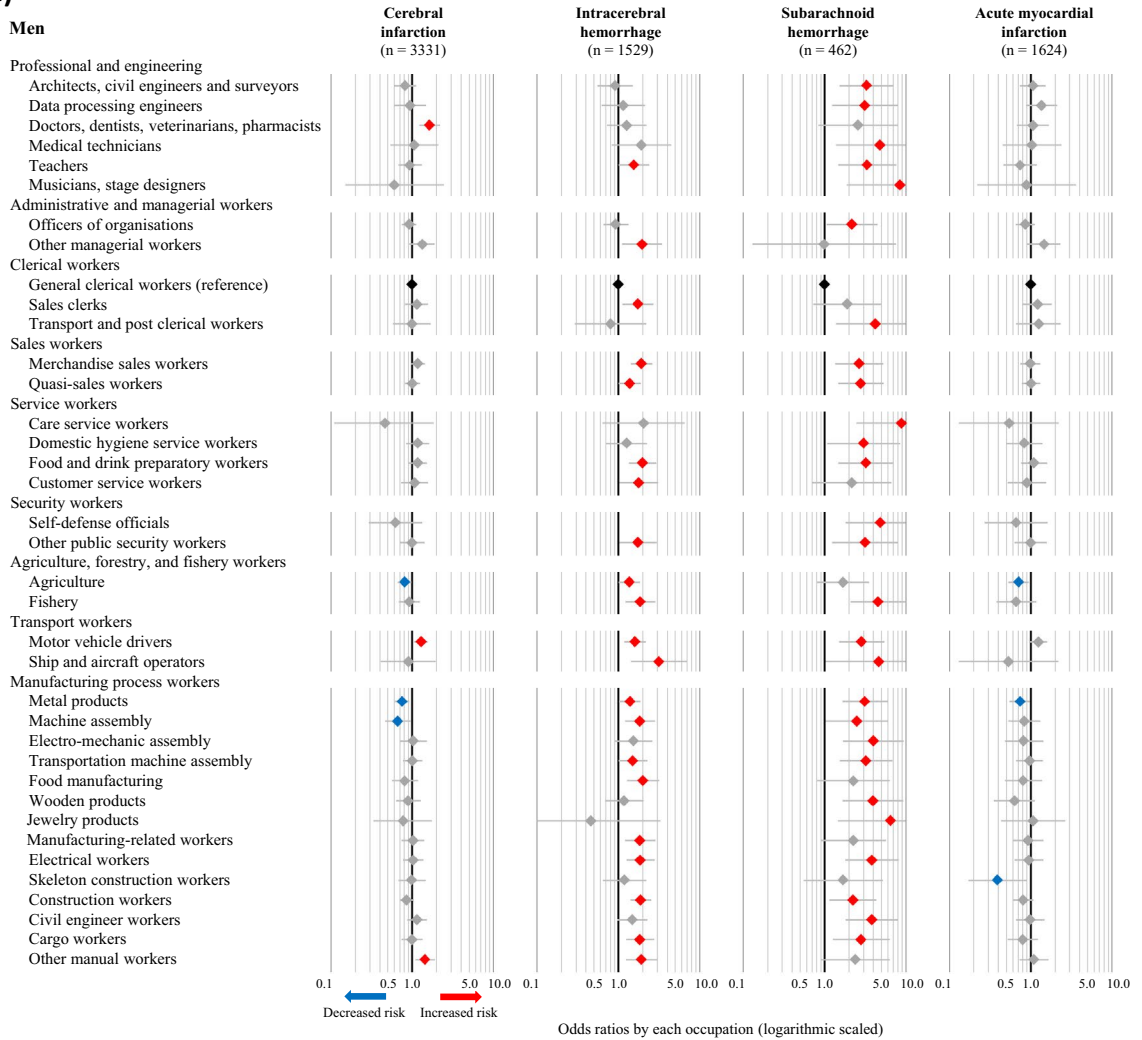 Men
Cerebral
infarction
(n = 3331)
Intracerebral
hemorrhage
(n = 1529)
Subarachnoid
hemorrhage
(n = 462)
Acute myocardial
infarction
(n = 1624)
Professional and engineering
Architects, civil engineers and surveyors
Data processing engineers
Doctors, dentists, veterinarians, pharmacists
Medical technicians
Teachers
Musicians, stage designers
Administrative and managerial workers
Officers of organisations
Other managerial workers
Clerical workers
General clerical workers (reference)
Sales clerks
Transport and post clerical workers
Sales workers
Merchandise sales workers
Quasi-sales workers
Service workers
Care service workers
Domestic hygiene service workers
Food and drink preparatory workers
Customer service workers
Security workers
Self-defense officials
Other public security workers
Agriculture, forestry, and fishery workers
Agriculture
Fishery
Transport workers
Motor vehicle drivers
Ship and aircraft operators
Manufacturing process workers
Metal products
Machine assembly
Electro-mechanic assembly
Transportation machine assembly
Food manufacturing
Wooden products
Jewelry products
Manufacturing-related workers
Electrical workers
Skeleton construction workers
Construction workers
Civil engineer workers
Cargo workers
Other manual workers
0.1 0.5 1.0 5.0 10.0 0.1 0.5 1.0 5.0 10.0 0.1 0.5 1.0 5.0 10.0 0.1 0.5 1.0 5.0 10.0
Decreased risk Increased risk
Odds ratios by each occupation (logarithmic scaled)